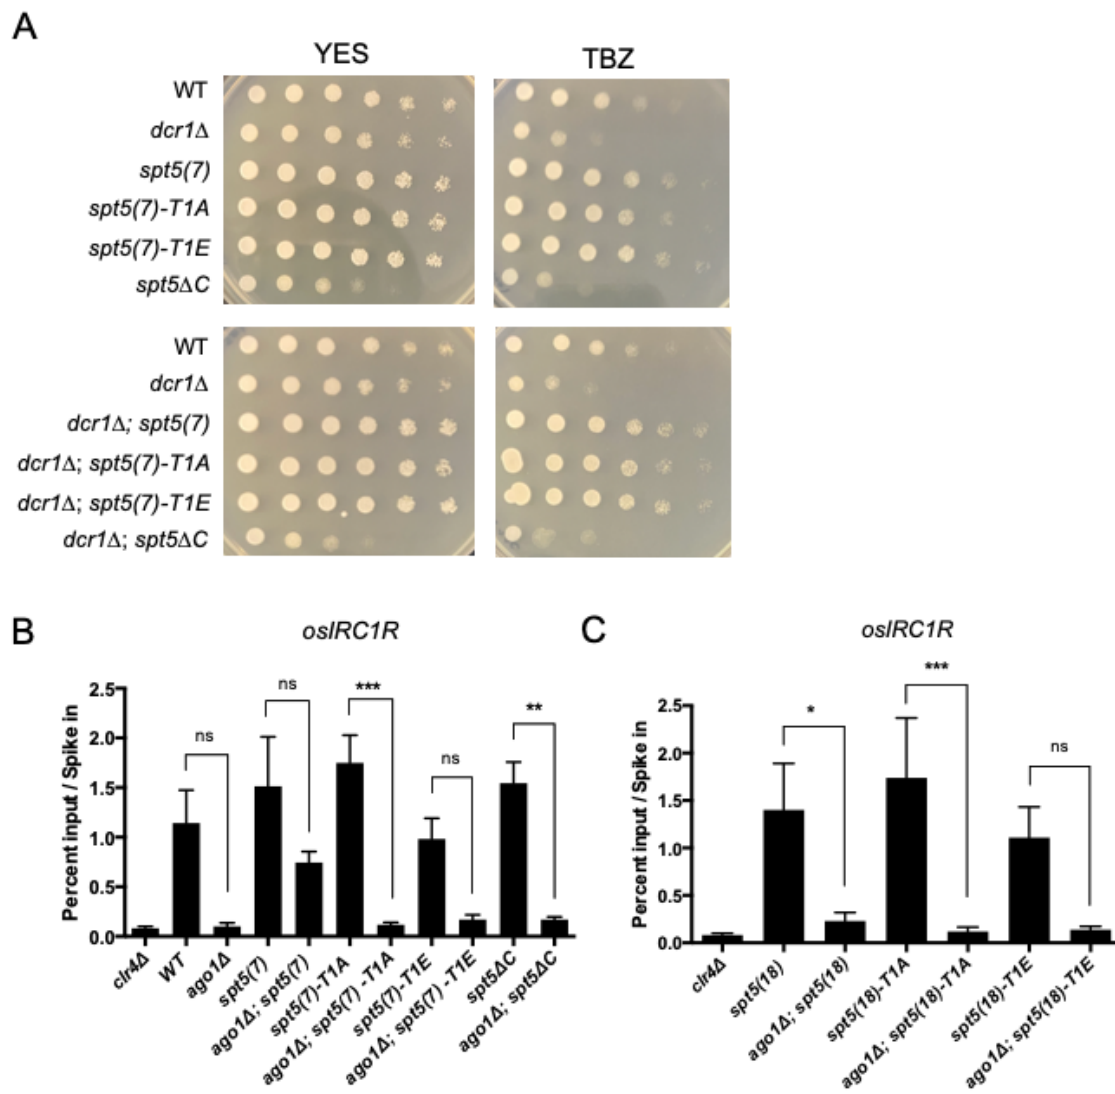 A
YES
TBZ
WT
dcr1Δ
spt5(7)
spt5(7)-T1A
spt5(7)-T1E
spt5ΔC
WT
dcr1Δ
dcr1Δ; spt5(7)
dcr1Δ; spt5(7)-T1A
dcr1Δ; spt5(7)-T1E
dcr1Δ; spt5ΔC
B
osIRC1R
Percent input / Spike in
2.5
2.0
1.5
1.0
0.5
0.0
ns
ns
***
ns
**
clr4Δ
WT
ago1Δ
spt5(7)
ago1Δ; spt5(7)
spt5(7)-T1A
ago1Δ; spt5(7) -T1A
spt5(7)-T1E
ago1Δ; spt5(7) -T1E
spt5ΔC
ago1Δ; spt5ΔC
C
osIRC1R
Percent input / Spike in
2.5
2.0
1.5
1.0
0.5
0.0
*
***
ns
clr4Δ
spt5(18)
ago1Δ; spt5(18)
spt5(18)-T1A
ago1Δ; spt5(18)-T1A
spt5(18)-T1E
ago1Δ; spt5(18)-T1E